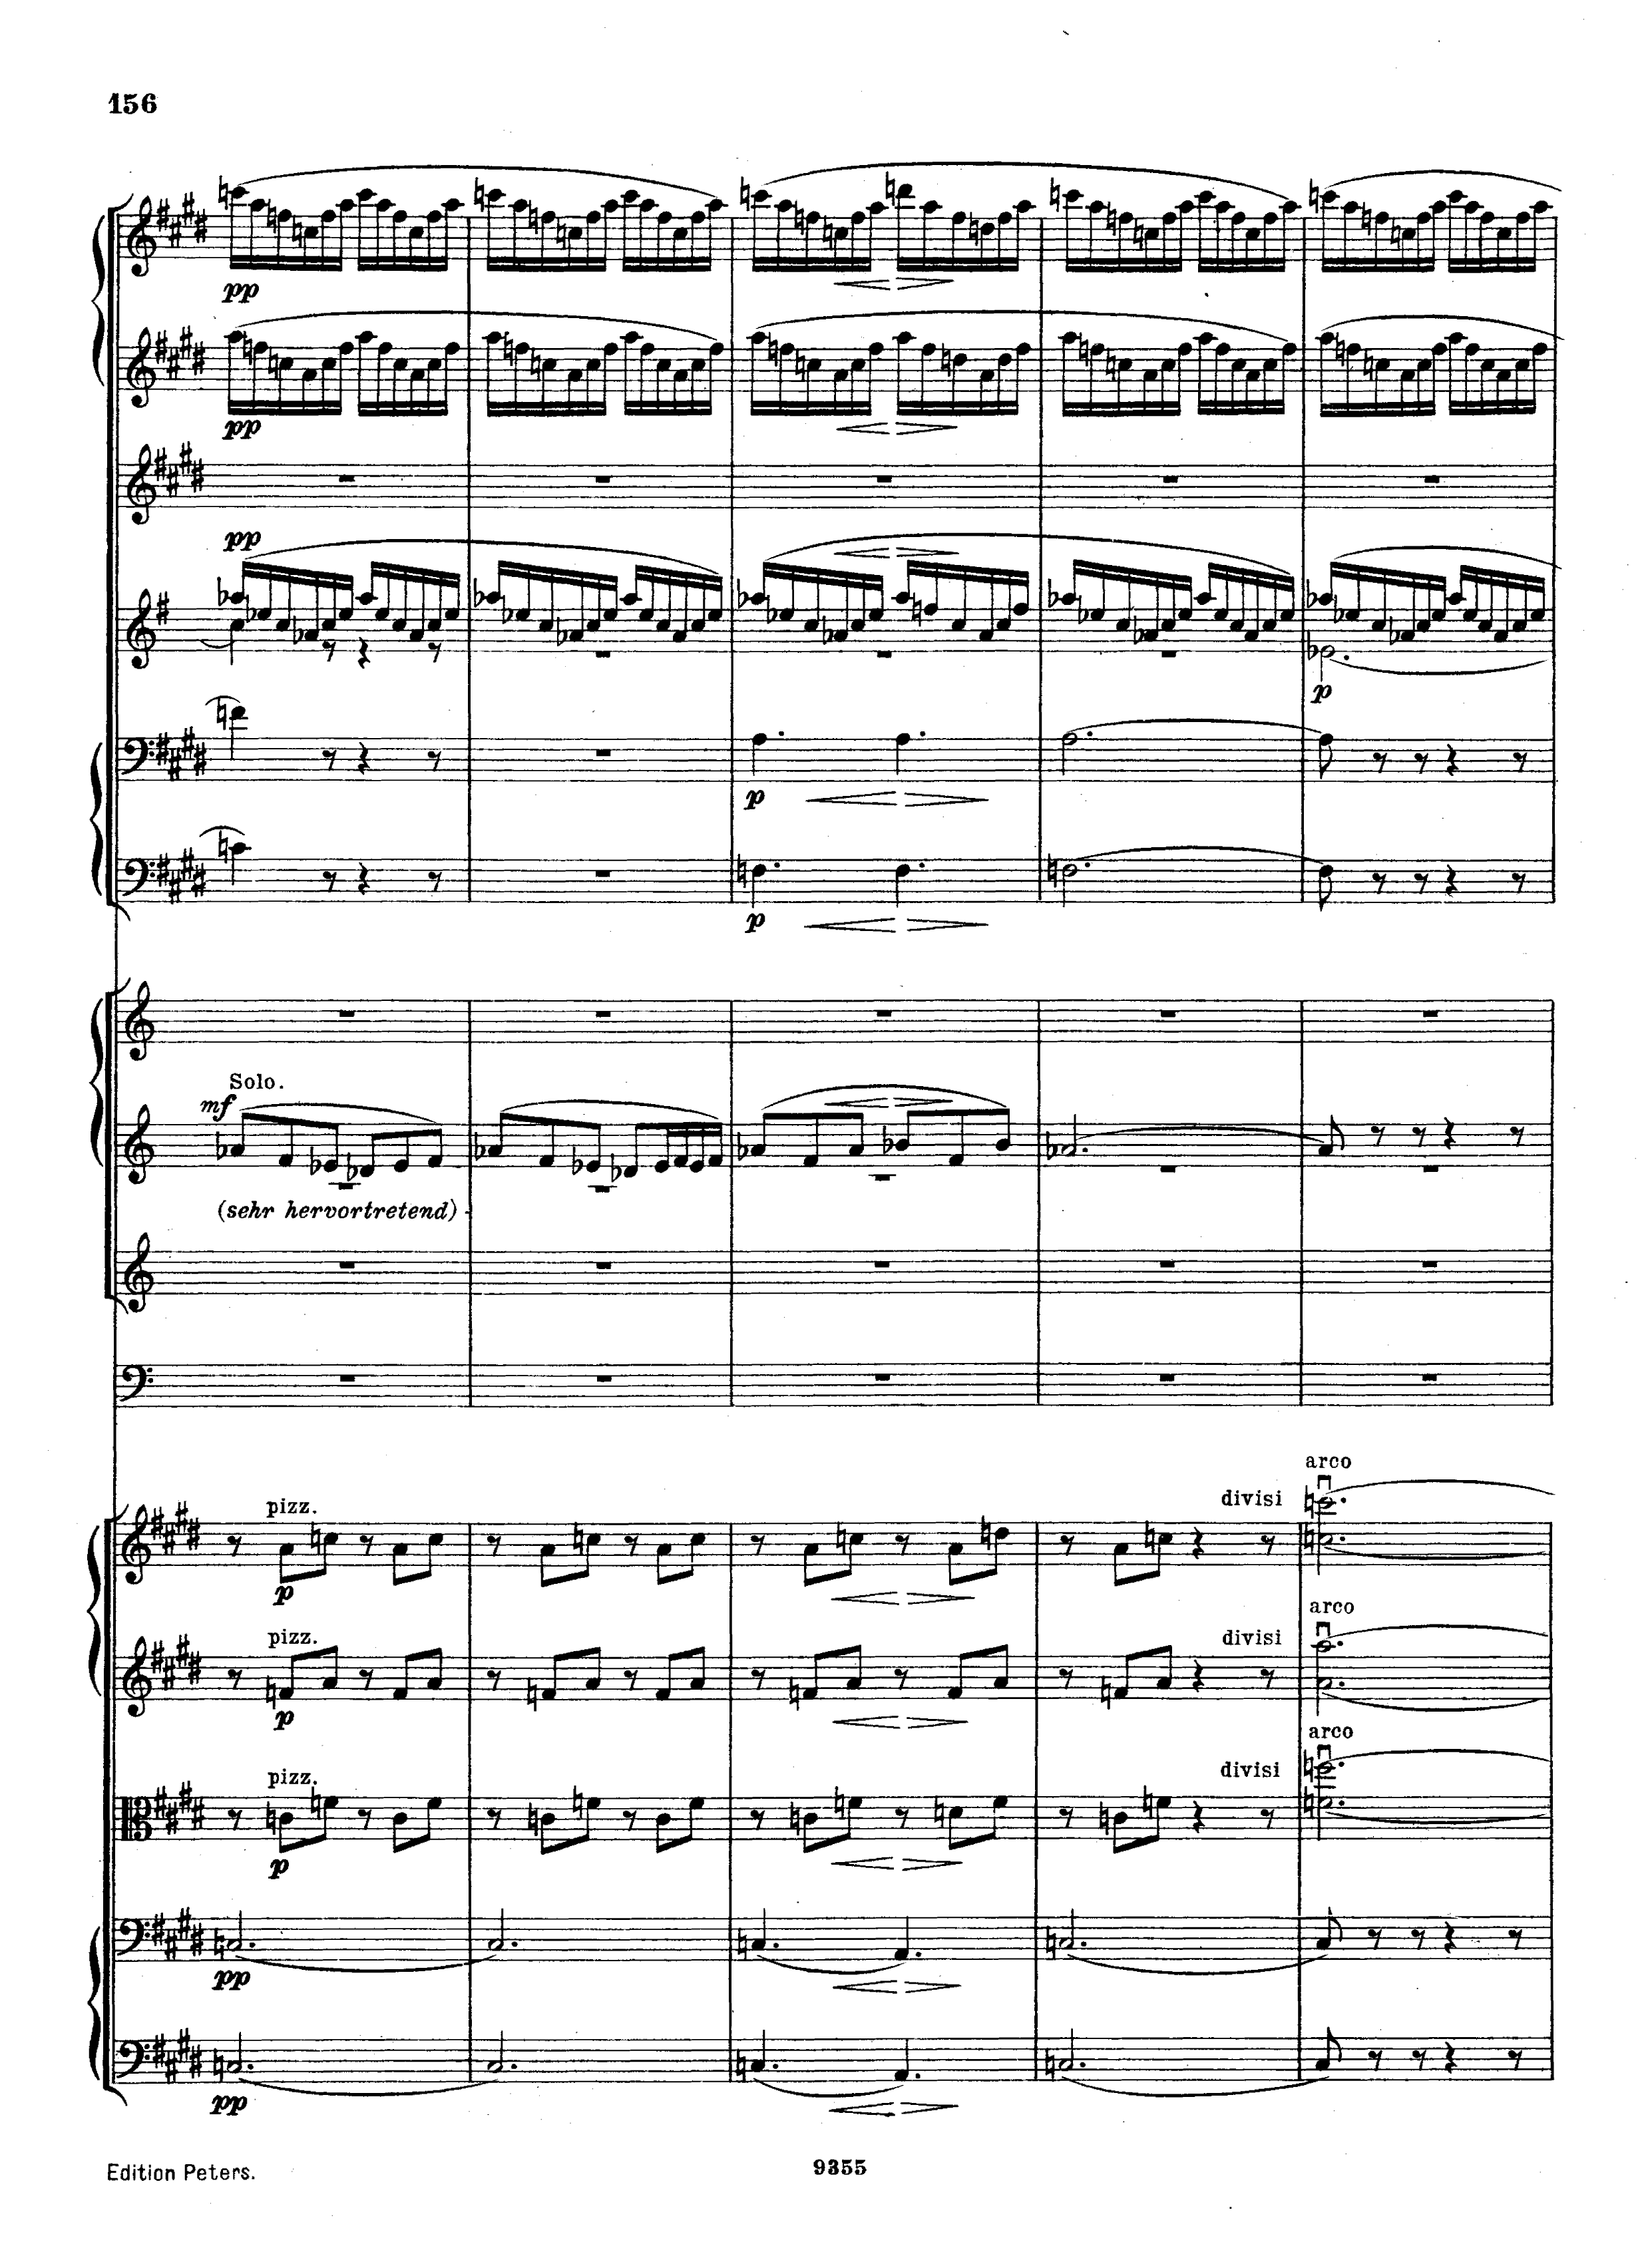 156
pp
pp
pp
p
p
p
Solo.
mf
(sehr hervortretend)
arco
pizz.
divisi
p
arco
pizz.
divisi
p
arco
pizz.
divisi
p
pp
pp
Edition Peters.
9355